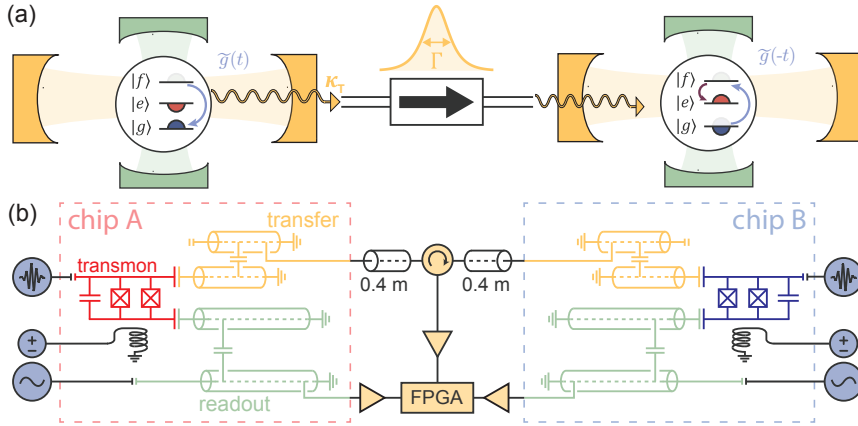 (a)
g̃(t)
|f⟩
|e⟩
|g⟩
κT
Γ
g̃(-t)
|f⟩
|e⟩
|g⟩
(b)
chip A
transfer
chip B
transmon
0.4 m
0.4 m
readout
FPGA